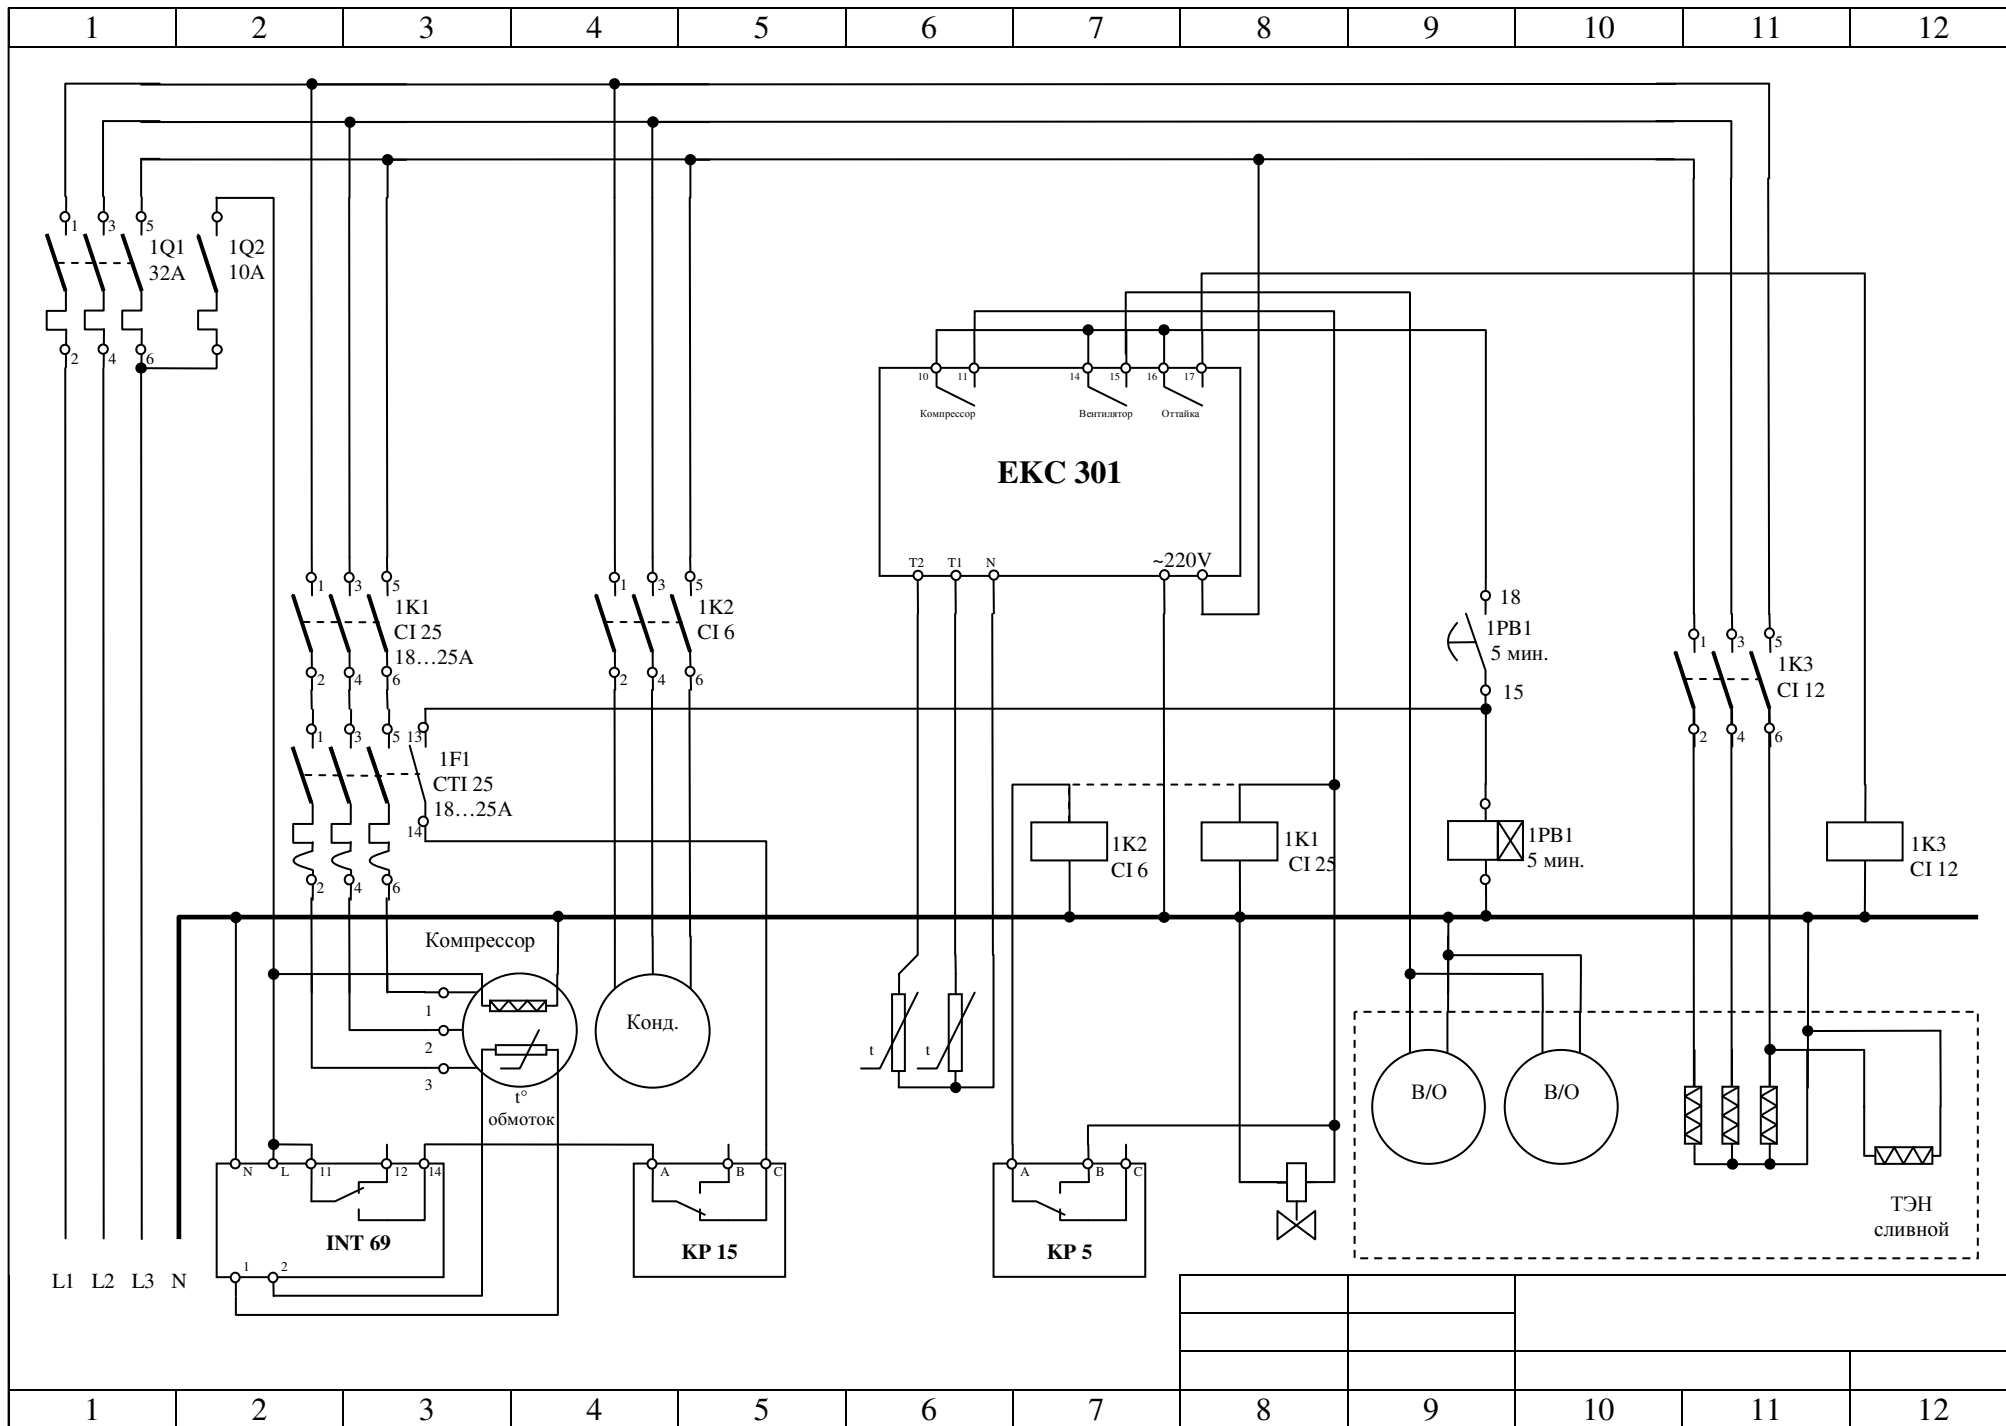 1 2 3 4 5 6 7 8 9 10 11 12
1 3 5
1Q1
32A
1Q2
10A
2 4 6
10 11 14 15 16 17
Компрессор Вентилятор Оттайка
EKC 301
T2 T1 N ~220V
1 3 5
1K1
CI 25
18…25A
2 4 6
1 3 5
1K2
CI 6
2 4 6
18
1PB1
5 мин.
15
1 3 5
1K3
CI 12
2 4 6
1 3 5 13
1F1
CTI 25
18…25A
14
2 4 6
1K2
CI 6
1K1
CI 25
1PB1
5 мин.
1K3
CI 12
Компрессор
1
2
3
t°
обмоток
Конд.
t t
B/O B/O
N L 11 12 14
INT 69
1 2
A B C
KP 15
A B C
KP 5
ТЭН
сливной
L1 L2 L3 N
1 2 3 4 5 6 7 8 9 10 11 12